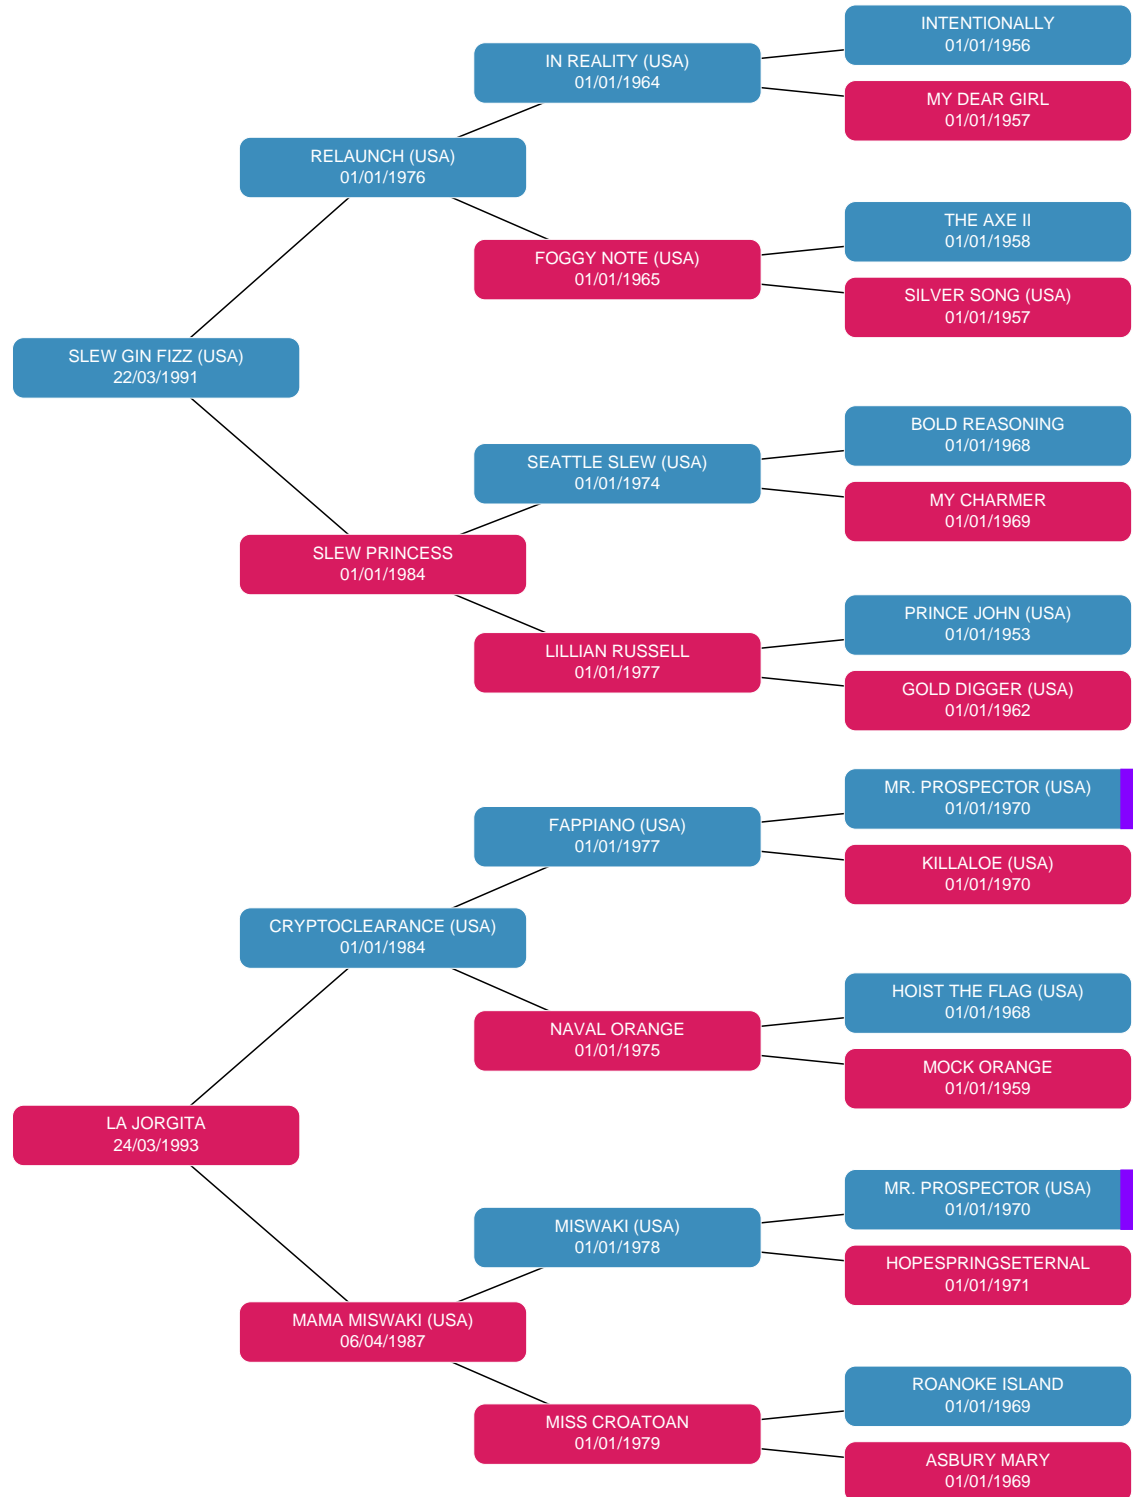 INTENTIONALLY
01/01/1956
IN REALITY (USA)
01/01/1964
MY DEAR GIRL
01/01/1957
RELAUNCH (USA)
01/01/1976
THE AXE II
01/01/1958
FOGGY NOTE (USA)
01/01/1965
SILVER SONG (USA)
01/01/1957
SLEW GIN FIZZ (USA)
22/03/1991
BOLD REASONING
01/01/1968
SEATTLE SLEW (USA)
01/01/1974
MY CHARMER
01/01/1969
SLEW PRINCESS
01/01/1984
PRINCE JOHN (USA)
01/01/1953
LILLIAN RUSSELL
01/01/1977
GOLD DIGGER (USA)
01/01/1962
MR. PROSPECTOR (USA)
01/01/1970
FAPPIANO (USA)
01/01/1977
KILLALOE (USA)
01/01/1970
CRYPTOCLEARANCE (USA)
01/01/1984
HOIST THE FLAG (USA)
01/01/1968
NAVAL ORANGE
01/01/1975
MOCK ORANGE
01/01/1959
LA JORGITA
24/03/1993
MR. PROSPECTOR (USA)
01/01/1970
MISWAKI (USA)
01/01/1978
HOPESPRINGSETERNAL
01/01/1971
MAMA MISWAKI (USA)
06/04/1987
ROANOKE ISLAND
01/01/1969
MISS CROATOAN
01/01/1979
ASBURY MARY
01/01/1969